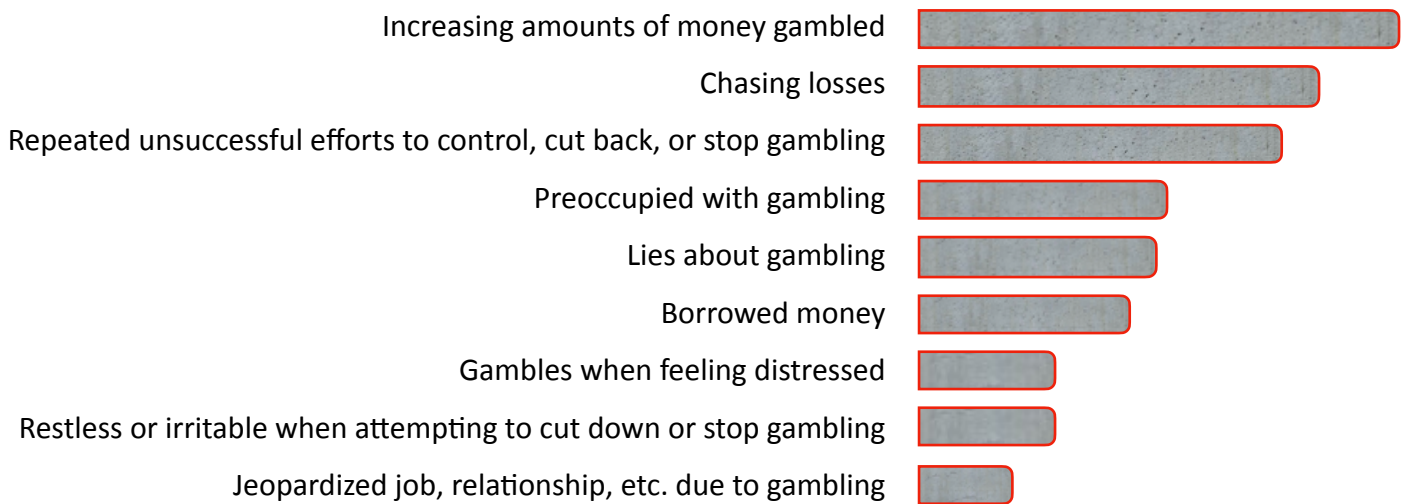 Increasing amounts of money gambled
Chasing losses
Repeated unsuccessful efforts to control, cut back, or stop gambling
Preoccupied with gambling
Lies about gambling
Borrowed money
Gambles when feeling distressed
Restless or irritable when attempting to cut down or stop gambling
Jeopardized job, relationship, etc. due to gambling